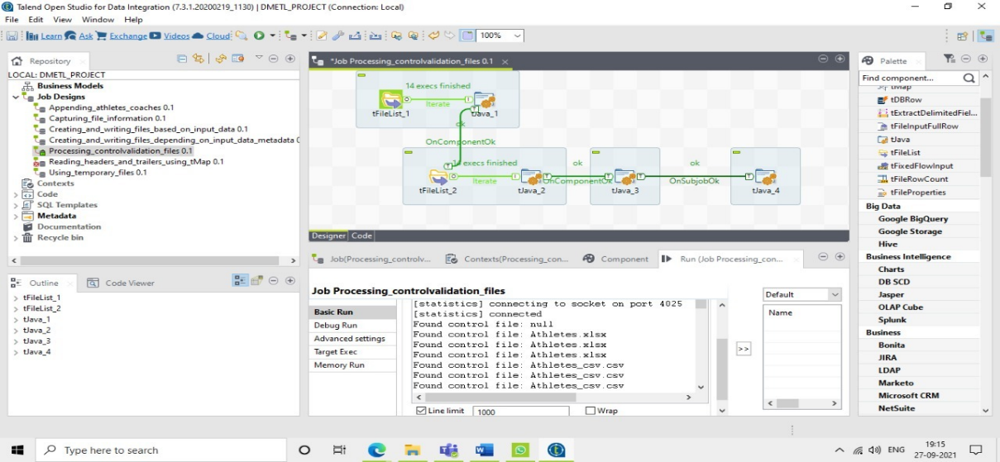 Talend Open Studio for Data Integration (7.3.1.20200219_1130) | DMETL_PROJECT (Connection: Local)
File Edit View Window Help
Learn Ask Exchange Videos Cloud 100%
Repository
LOCAL: DMETL_PROJECT
Business Models
Job Designs
Appending_athletes_coaches 0.1
Capturing_file_information 0.1
Creating_and_writing_files_based_on_input_data 0.1
Creating_and_writing_files_depending_on_input_data_metadata 0
Processing_controlvalidation_files 0.1
Reading_headers_and_trailers_using_tMap 0.1
Using_temporary_files 0.1
Contexts
Code
SQL Templates
Metadata
Documentation
Recycle bin
Outline Code Viewer
tFileList_1
tFileList_2
tJava_1
tJava_2
tJava_3
tJava_4
*Job Processing_controlvalidation_files 0.1
14 execs finished
Iterate
tFileList_1 tJava_1
ok
OnComponentOk
execs finished ok ok
Iterate OnComponentOk OnSubjobOk
tFileList_2 tJava_2 tJava_3 tJava_4
Designer Code
Job(Processing_controlv... Contexts(Processing_con... Component Run (Job Processing_con...
Job Processing_controlvalidation_files
Basic Run
Debug Run
Advanced settings
Target Exec
Memory Run
[statistics] connecting to socket on port 4025
[statistics] connected
Found control file: null
Found control file: Athletes.xlsx
Found control file: Athletes.xlsx
Found control file: Athletes.xlsx
Found control file: Athletes_csv.csv
Found control file: Athletes_csv.csv
Found control file: Athletes_csv.csv
Line limit 1000 Wrap
>>
Default
Name
Palette
Find component...
tMap
tDBRow
tExtractDelimitedFiel...
tFileInputFullRow
tJava
tFileList
tFixedFlowInput
tFileRowCount
tFileProperties
Big Data
Google BigQuery
Google Storage
Hive
Business Intelligence
Charts
DB SCD
Jasper
OLAP Cube
Splunk
Business
Bonita
JIRA
LDAP
Marketo
Microsoft CRM
NetSuite
Type here to search
ENG
19:15
27-09-2021